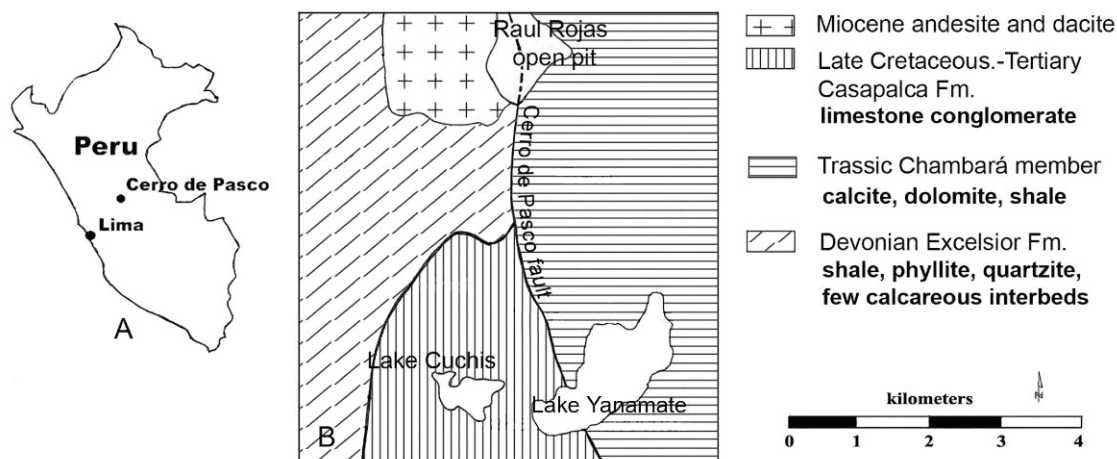 Peru
Cerro de Pasco
Lima
A
Raul Rojas
open pit
Cerro de Pasco fault
Lake Cuchis
Lake Yanamate
B
Miocene andesite and dacite
Late Cretaceous.-Tertiary
Casapalca Fm.
limestone conglomerate
Trassic Chambará member
calcite, dolomite, shale
Devonian Excelsior Fm.
shale, phyllite, quartzite,
few calcareous interbeds
kilometers
N
0 1 2 3 4